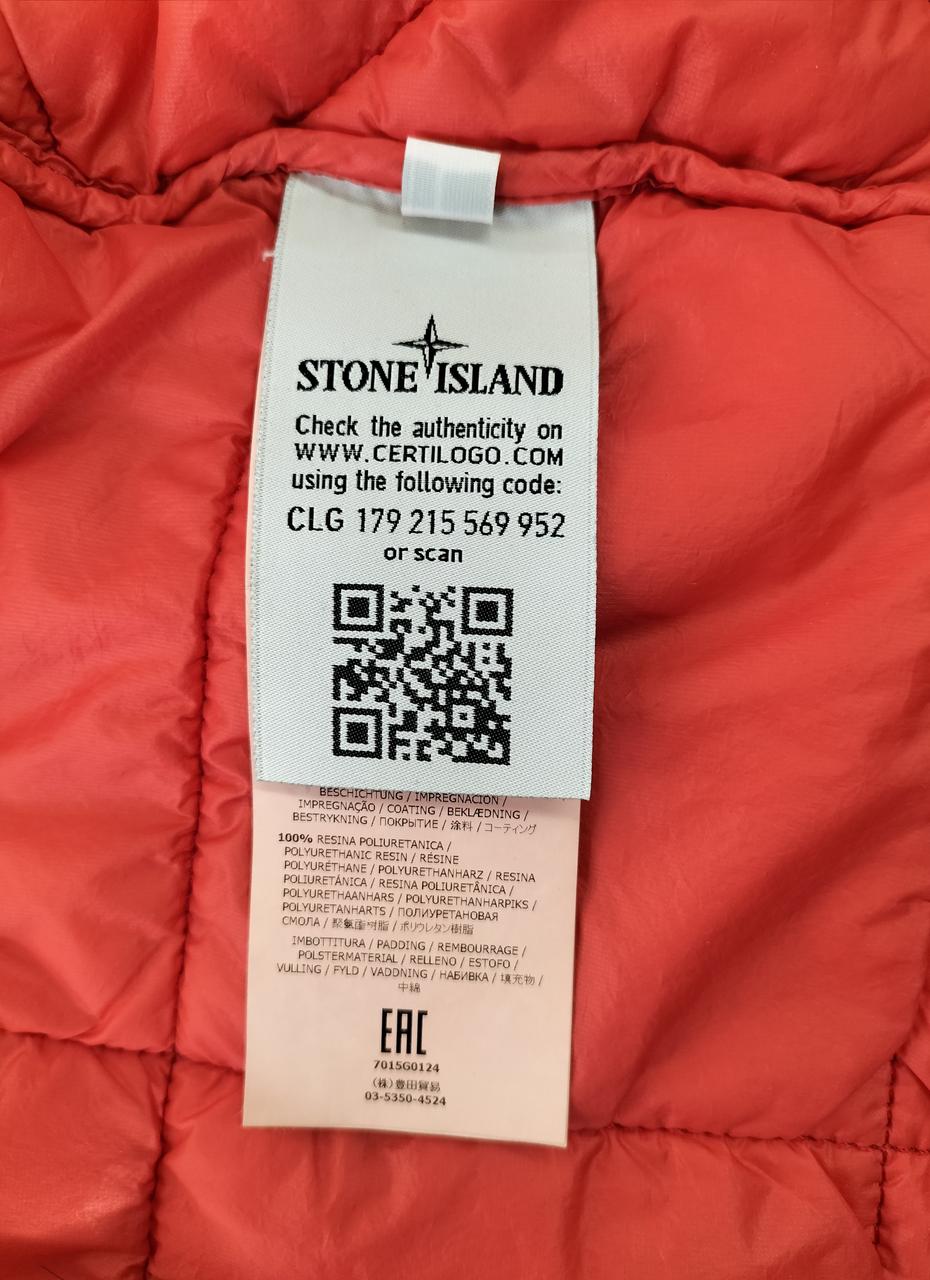 STONE ISLAND
Check the authenticity on
WWW.CERTILOGO.COM
using the following code:
CLG 179 215 569 952
or scan
BESCHICHTUNG / IMPREGNACIÓN /
IMPREGNAÇÃO / COATING / BEKLÆDNING /
BESTRYKNING / ПОКРЫТИЕ / 涂料 / コーティング
100% RESINA POLIURETANICA /
POLYURETHANIC RESIN / RÉSINE
POLYURÉTHANE / POLYURETHANHARZ / RESINA
POLIURETÁNICA / RESINA POLIURETÂNICA /
POLYURETHAANHARS / POLYURETHANHARPIKS /
POLYURETANHARTS / ПОЛИУРЕТАНОВАЯ
СМОЛА / 聚氨酯树脂 / ポリウレタン樹脂
IMBOTTITURA / PADDING / REMBOURRAGE /
POLSTERMATERIAL / RELLENO / ESTOFO /
VULLING / FYLD / VADDNING / НАБИВКА / 填充物 /
中綿
EAC
7015G0124
(株)豊田貿易
03-5350-4524